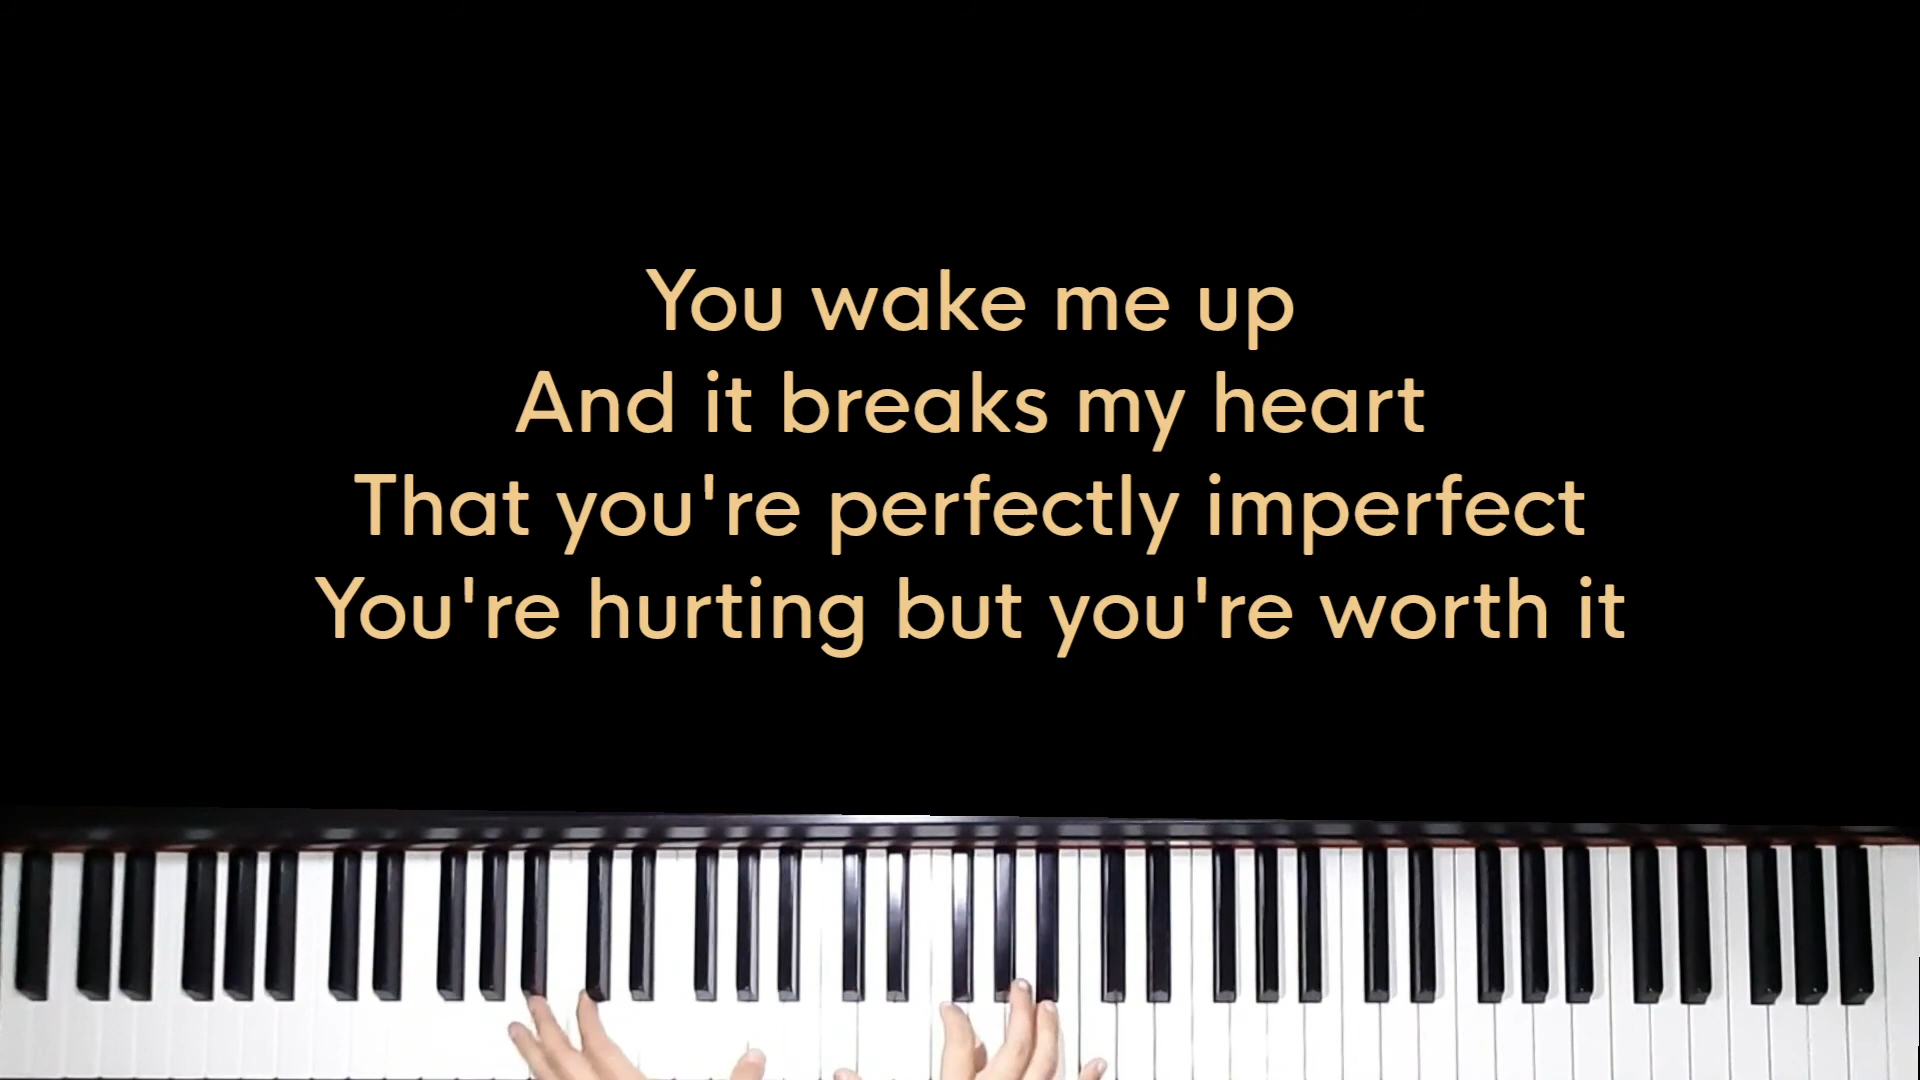 You wake me up
And it breaks my heart
That you're perfectly imperfect
You're hurting but you're worth it